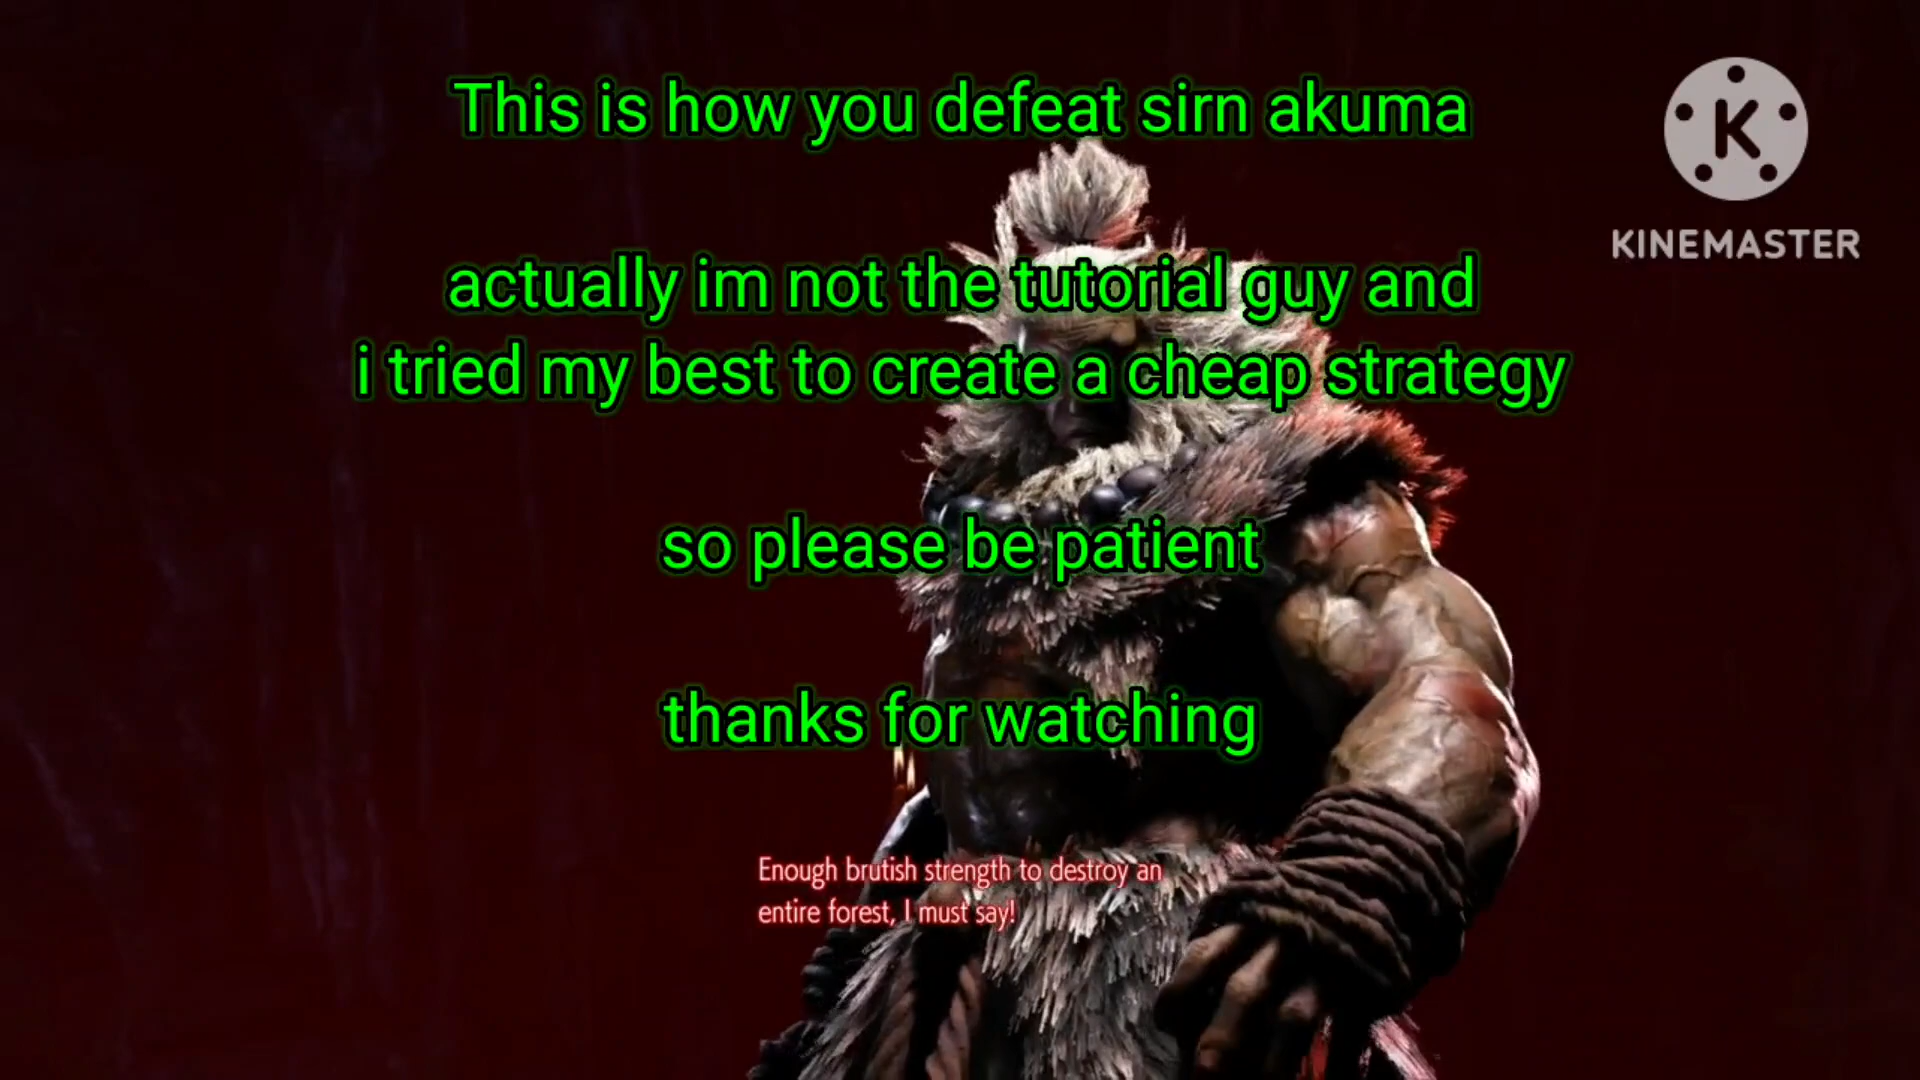 This is how you defeat sirn akuma
K
KINEMASTER
actually im not the tutorial guy and
i tried my best to create a cheap strategy
so please be patient
thanks for watching
Enough brutish strength to destroy an
entire forest, I must say!